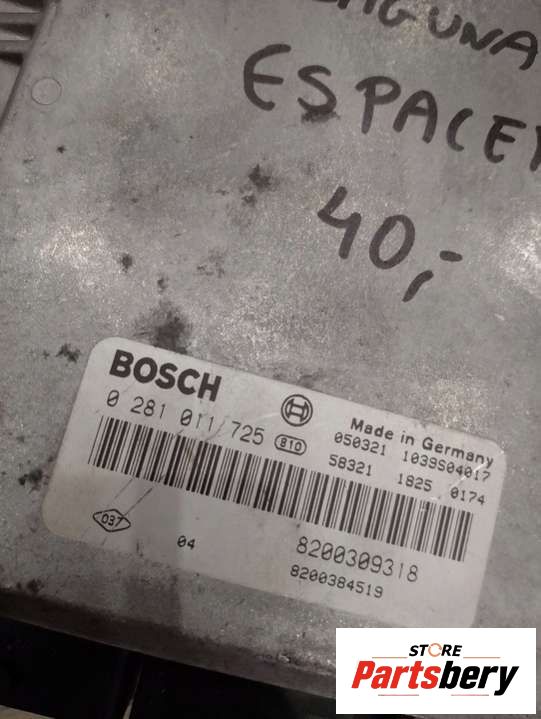 LAGUNA
ESPACE
40,-
BOSCH
0 281 011 725 810
Made in Germany
050321 1039S04017
58321 1825 0174
037
04
8200309318
8200384519
STORE
Partsbery